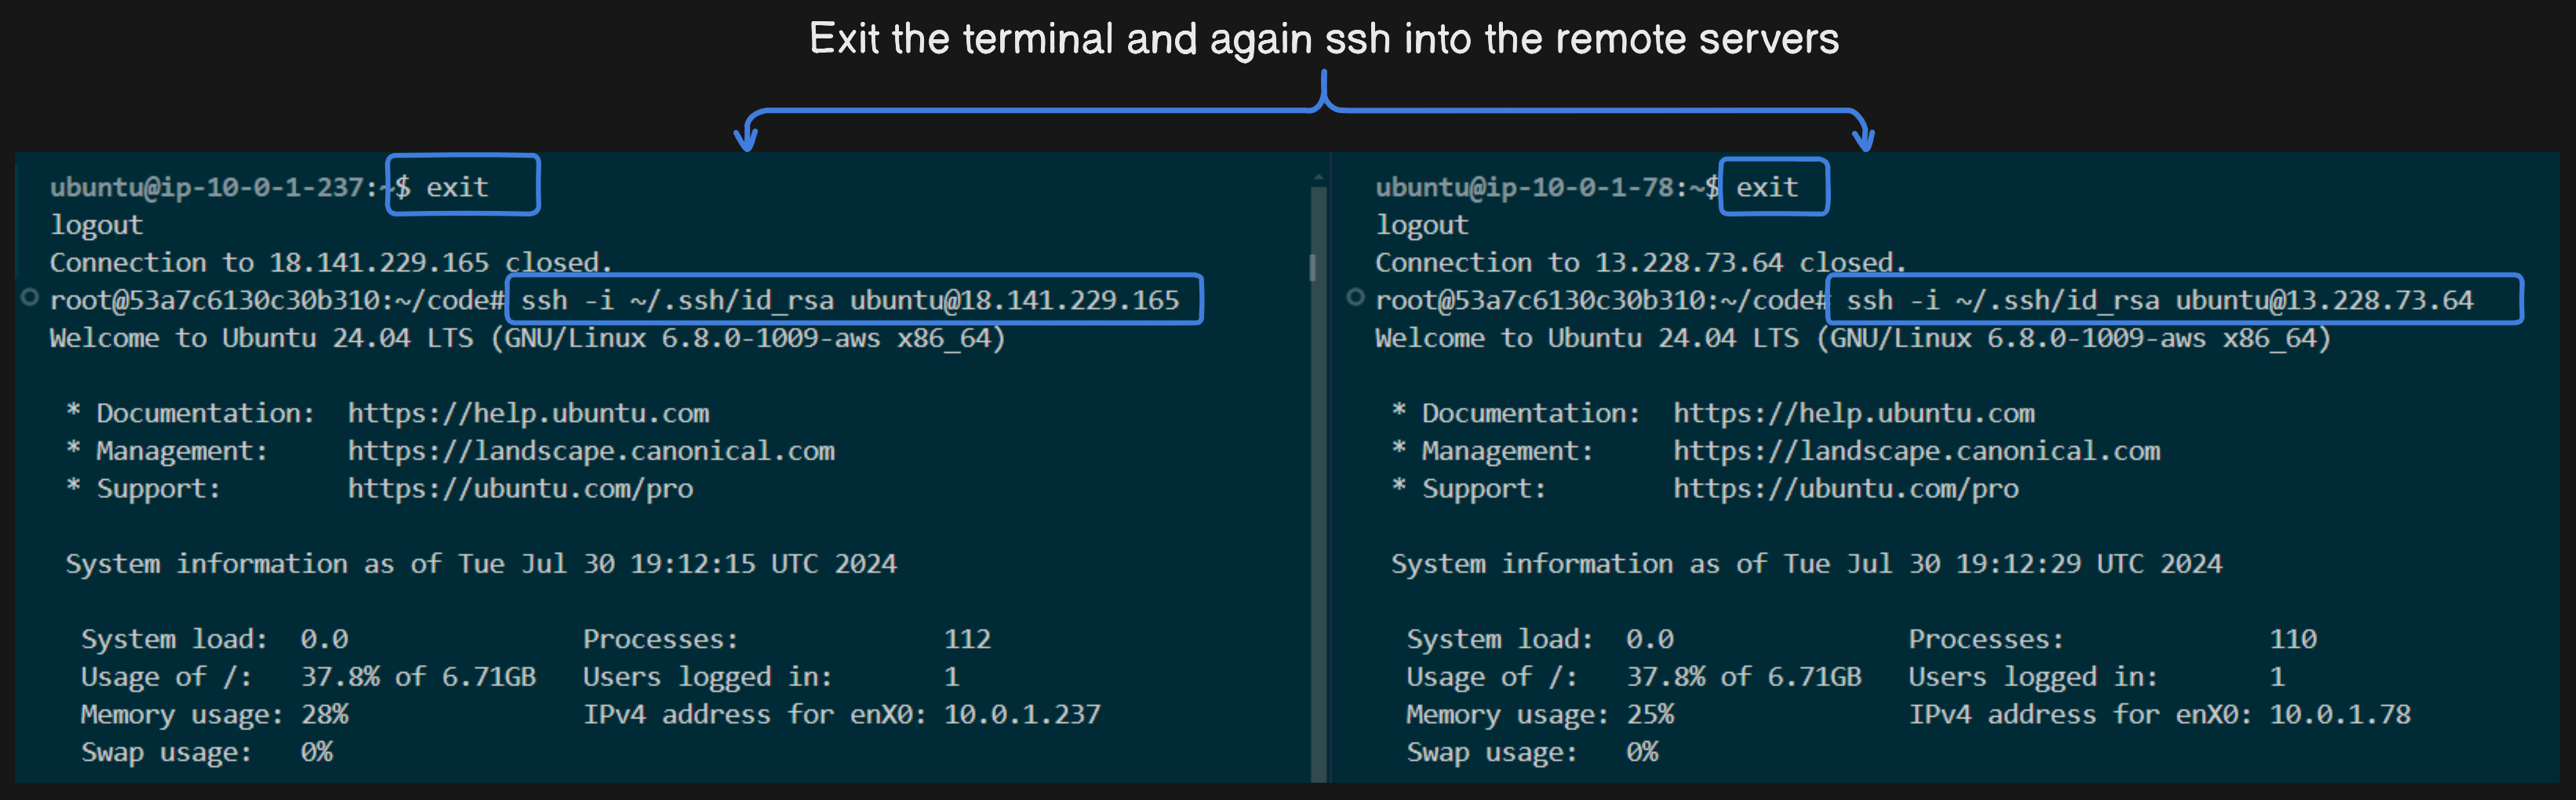 Exit the terminal and again ssh into the remote servers
ubuntu@ip-10-0-1-237:~$ exit
logout
Connection to 18.141.229.165 closed.
root@53a7c6130c30b310:~/code# ssh -i ~/.ssh/id_rsa ubuntu@18.141.229.165
Welcome to Ubuntu 24.04 LTS (GNU/Linux 6.8.0-1009-aws x86_64)
* Documentation:  https://help.ubuntu.com
* Management:     https://landscape.canonical.com
* Support:        https://ubuntu.com/pro
System information as of Tue Jul 30 19:12:15 UTC 2024
System load:  0.0               Processes:             112
Usage of /:   37.8% of 6.71GB   Users logged in:       1
Memory usage: 28%               IPv4 address for enX0: 10.0.1.237
Swap usage:   0%
ubuntu@ip-10-0-1-78:~$ exit
logout
Connection to 13.228.73.64 closed.
root@53a7c6130c30b310:~/code# ssh -i ~/.ssh/id_rsa ubuntu@13.228.73.64
Welcome to Ubuntu 24.04 LTS (GNU/Linux 6.8.0-1009-aws x86_64)
* Documentation:  https://help.ubuntu.com
* Management:     https://landscape.canonical.com
* Support:        https://ubuntu.com/pro
System information as of Tue Jul 30 19:12:29 UTC 2024
System load:  0.0               Processes:             110
Usage of /:   37.8% of 6.71GB   Users logged in:       1
Memory usage: 25%               IPv4 address for enX0: 10.0.1.78
Swap usage:   0%